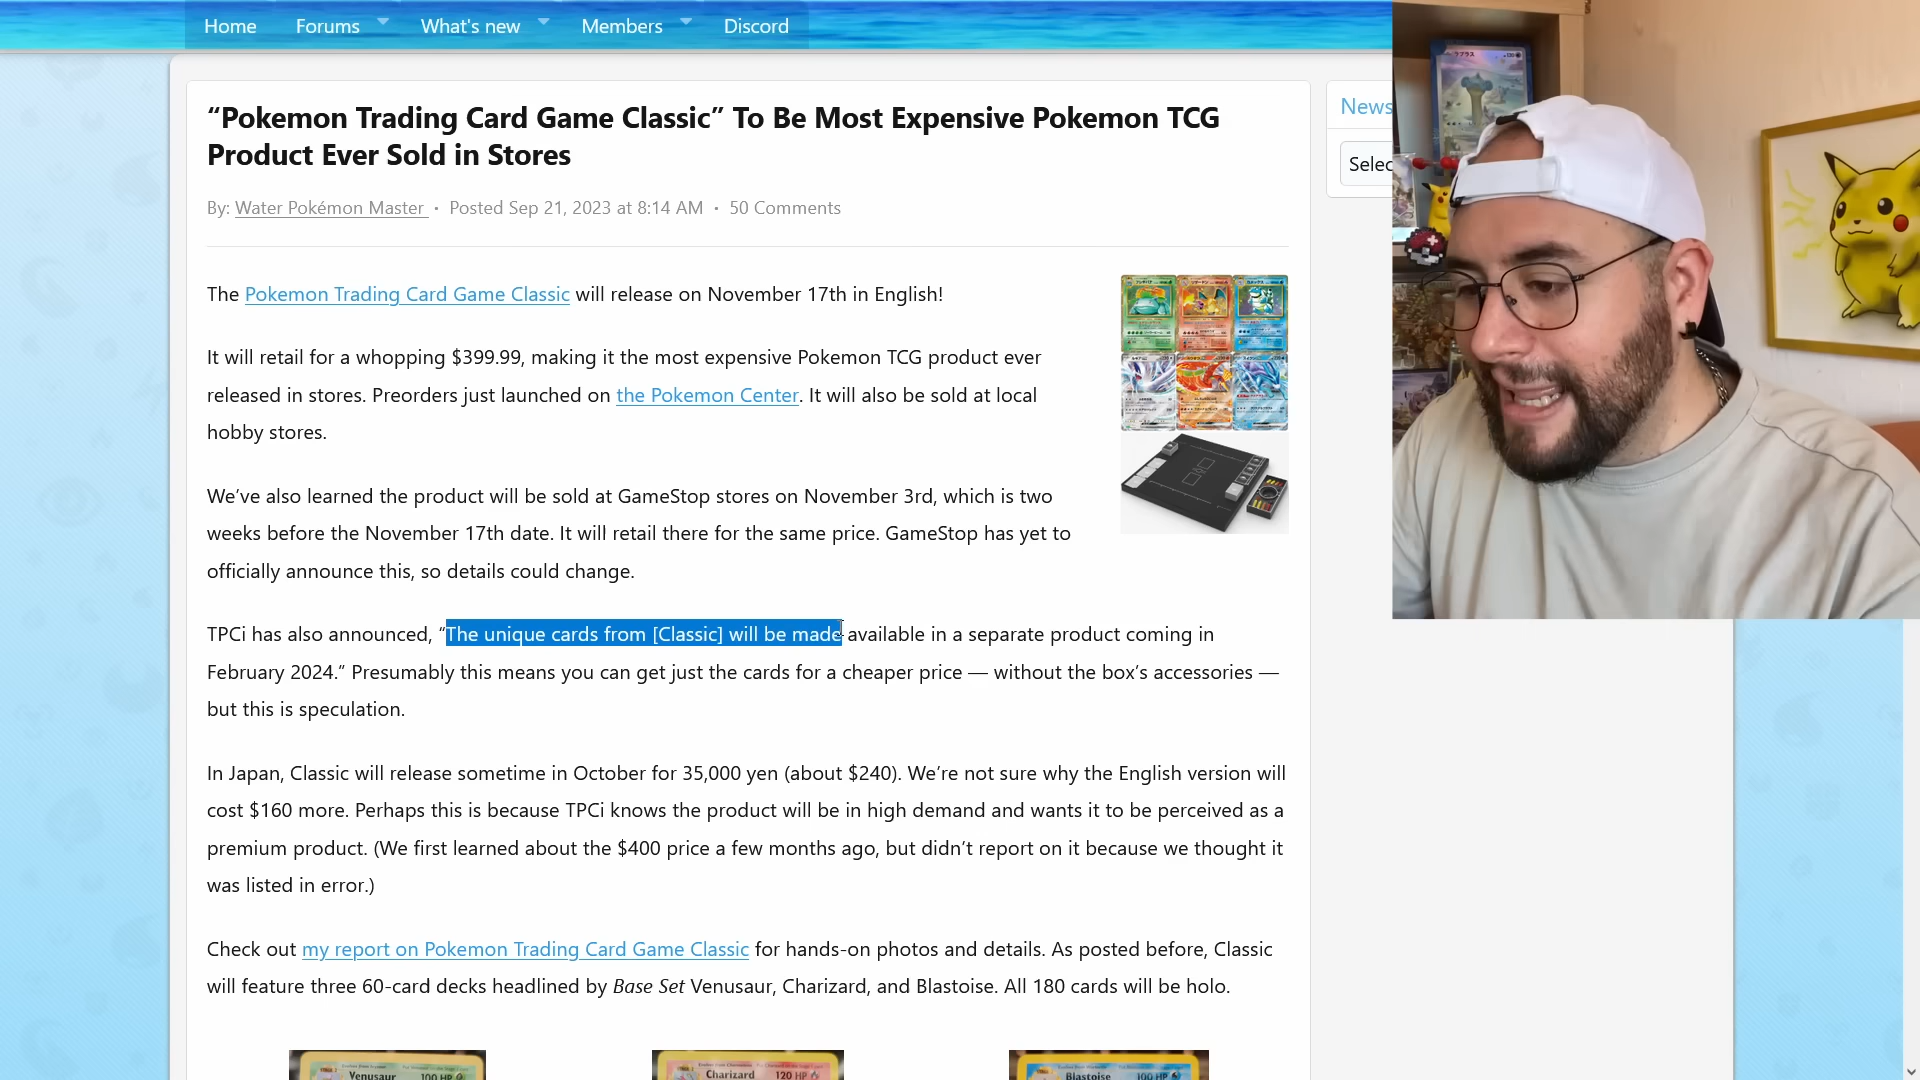 Home Forums What's new Members Discord
“Pokemon Trading Card Game Classic” To Be Most Expensive Pokemon TCG
Product Ever Sold in Stores
By: Water Pokémon Master · Posted Sep 21, 2023 at 8:14 AM · 50 Comments
The Pokemon Trading Card Game Classic will release on November 17th in English!
It will retail for a whopping $399.99, making it the most expensive Pokemon TCG product ever
released in stores. Preorders just launched on the Pokemon Center. It will also be sold at local
hobby stores.
We’ve also learned the product will be sold at GameStop stores on November 3rd, which is two
weeks before the November 17th date. It will retail there for the same price. GameStop has yet to
officially announce this, so details could change.
TPCi has also announced, “The unique cards from [Classic] will be made available in a separate product coming in
February 2024.” Presumably this means you can get just the cards for a cheaper price — without the box’s accessories —
but this is speculation.
In Japan, Classic will release sometime in October for 35,000 yen (about $240). We’re not sure why the English version will
cost $160 more. Perhaps this is because TPCi knows the product will be in high demand and wants it to be perceived as a
premium product. (We first learned about the $400 price a few months ago, but didn’t report on it because we thought it
was listed in error.)
Check out my report on Pokemon Trading Card Game Classic for hands-on photos and details. As posted before, Classic
will feature three 60-card decks headlined by Base Set Venusaur, Charizard, and Blastoise. All 180 cards will be holo.
Venusaur 100 HP
Charizard 120 HP
Blastoise 100 HP
News
Selec
ラプラス